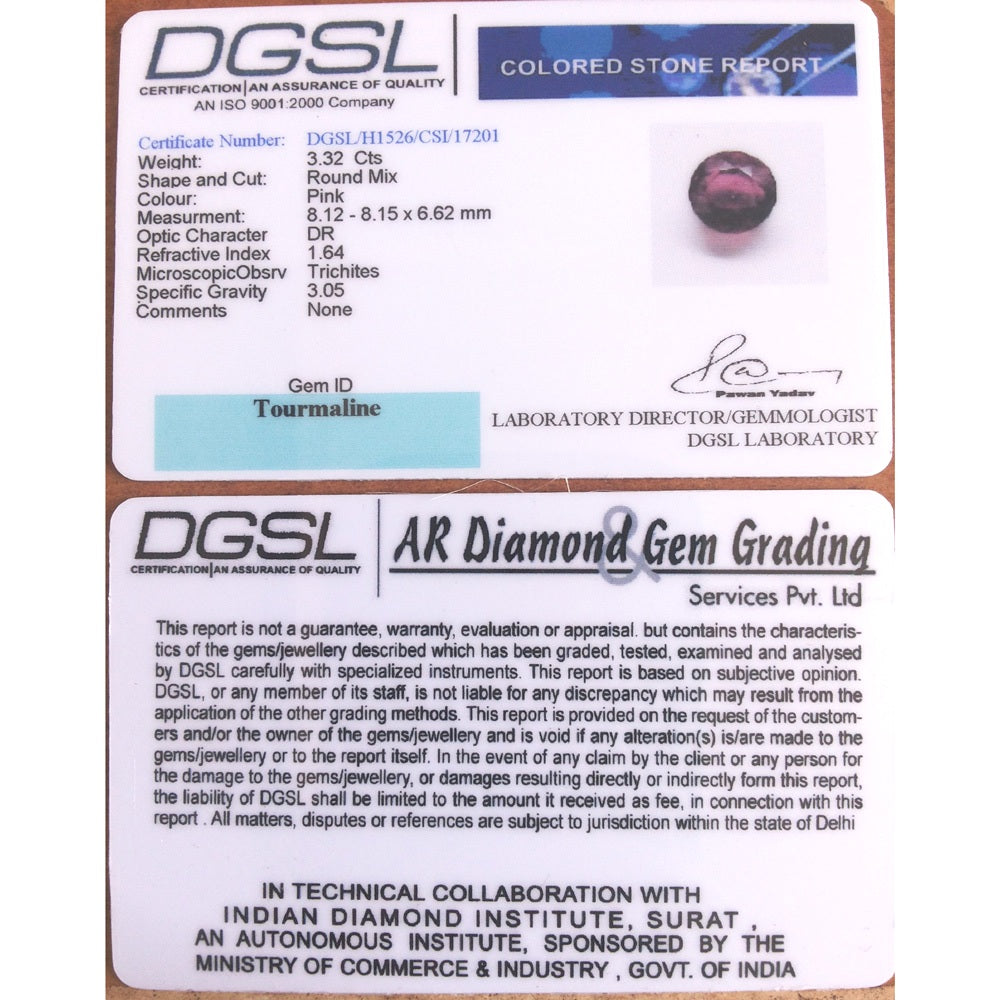 DGSL
CERTIFICATION|AN ASSURANCE OF QUALITY
AN ISO 9001:2000 Company
COLORED STONE REPORT
Certificate Number: DGSL/H1526/CSI/17201
Weight: 3.32 Cts
Shape and Cut: Round Mix
Colour: Pink
Measurment: 8.12 - 8.15 x 6.62 mm
Optic Character DR
Refractive Index 1.64
MicroscopicObsrv Trichites
Specific Gravity 3.05
Comments None
Gem ID
Tourmaline
Pawan Yadav
LABORATORY DIRECTOR/GEMMOLOGIST
DGSL LABORATORY
DGSL
CERTIFICATION|AN ASSURANCE OF QUALITY
AR Diamond & Gem Grading
Services Pvt. Ltd
This report is not a guarantee, warranty, evaluation or appraisal. but contains the characteris-
tics of the gems/jewellery described which has been graded, tested, examined and analysed
by DGSL carefully with specialized instruments. This report is based on subjective opinion.
DGSL, or any member of its staff, is not liable for any discrepancy which may result from the
application of the other grading methods. This report is provided on the request of the custom-
ers and/or the owner of the gems/jewellery and is void if any alteration(s) is/are made to the
gems/jewellery or to the report itself. In the event of any claim by the client or any person for
the damage to the gems/jewellery, or damages resulting directly or indirectly form this report,
the liability of DGSL shall be limited to the amount it received as fee, in connection with this
report . All matters, disputes or references are subject to jurisdiction within the state of Delhi
IN TECHNICAL COLLABORATION WITH
INDIAN DIAMOND INSTITUTE, SURAT ,
AN AUTONOMOUS INSTITUTE, SPONSORED BY THE
MINISTRY OF COMMERCE & INDUSTRY , GOVT. OF INDIA